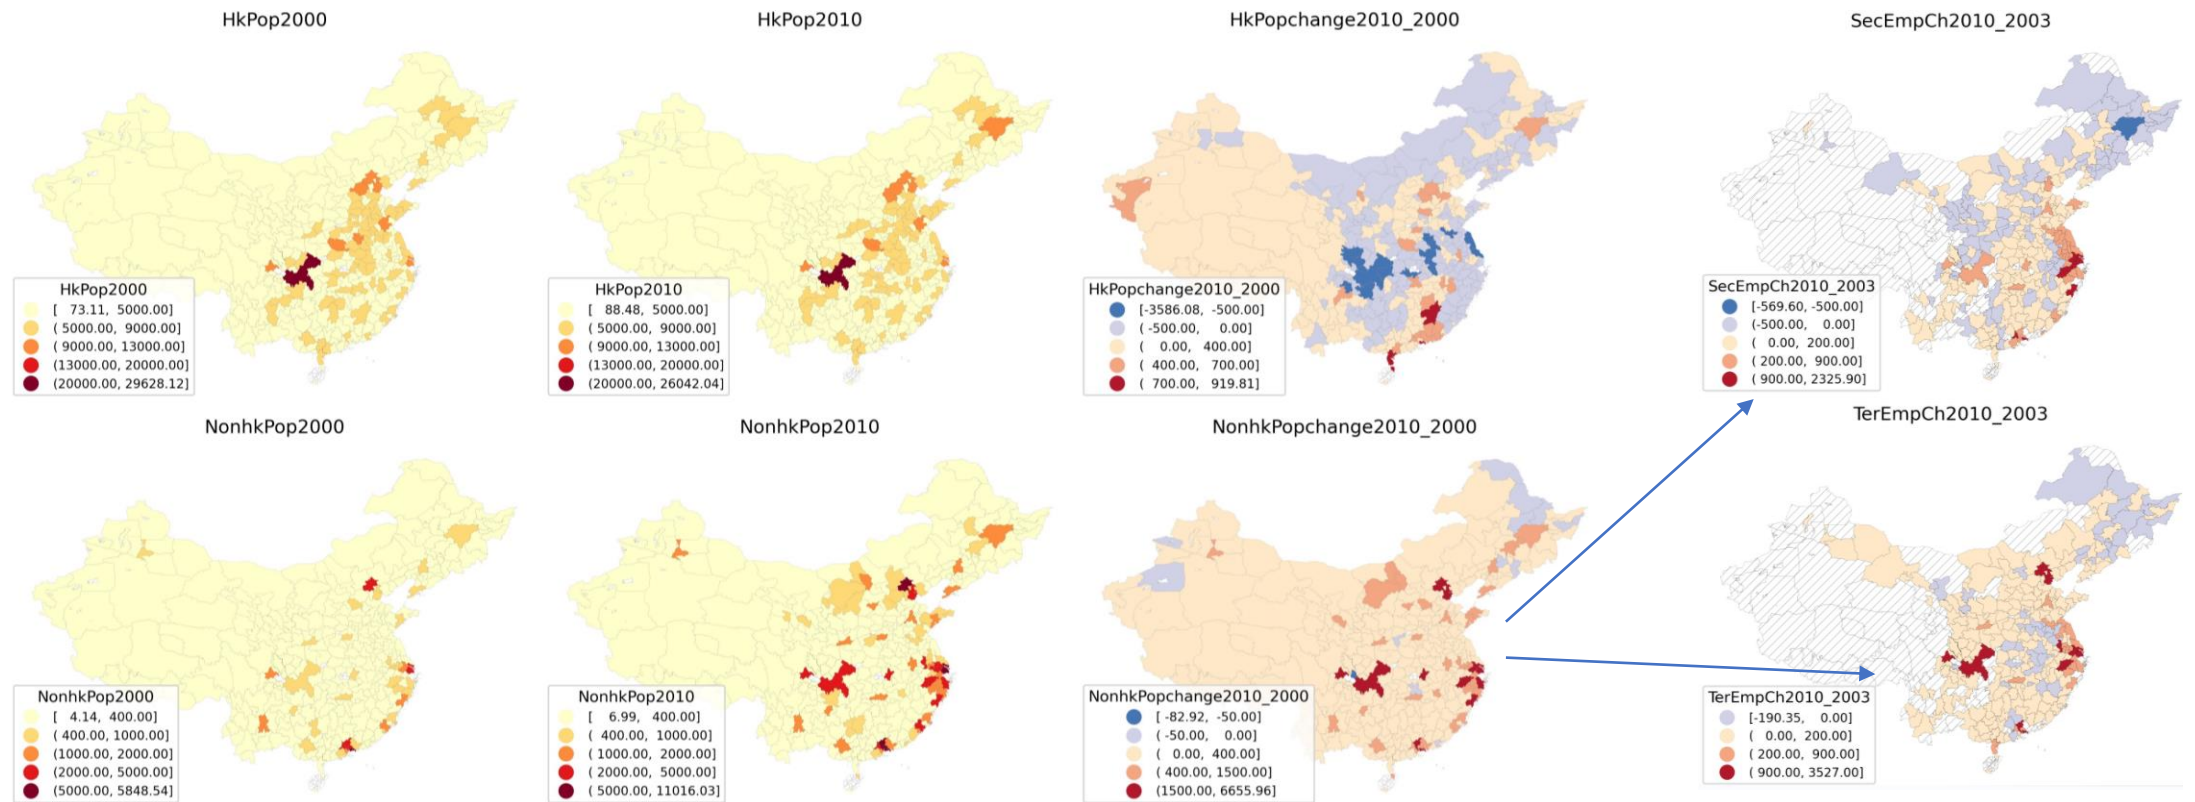 HkPop2000
HkPop2010
HkPopchange2010_2000
SecEmpCh2010_2003
HkPop2000
[ 73.11, 5000.00]
( 5000.00, 9000.00]
( 9000.00, 13000.00]
(13000.00, 20000.00]
(20000.00, 29628.12]
HkPop2010
[ 88.48, 5000.00]
( 5000.00, 9000.00]
( 9000.00, 13000.00]
(13000.00, 20000.00]
(20000.00, 26042.04]
HkPopchange2010_2000
[-3586.08, -500.00]
( -500.00, 0.00]
( 0.00, 400.00]
( 400.00, 700.00]
( 700.00, 919.81]
SecEmpCh2010_2003
[-569.60, -500.00]
(-500.00, 0.00]
( 0.00, 200.00]
( 200.00, 900.00]
( 900.00, 2325.90]
NonhkPop2000
NonhkPop2010
NonhkPopchange2010_2000
TerEmpCh2010_2003
NonhkPop2000
[ 4.14, 400.00]
( 400.00, 1000.00]
(1000.00, 2000.00]
(2000.00, 5000.00]
(5000.00, 5848.54]
NonhkPop2010
[ 6.99, 400.00]
( 400.00, 1000.00]
( 1000.00, 2000.00]
( 2000.00, 5000.00]
( 5000.00, 11016.03]
NonhkPopchange2010_2000
[ -82.92, -50.00]
( -50.00, 0.00]
( 0.00, 400.00]
( 400.00, 1500.00]
(1500.00, 6655.96]
TerEmpCh2010_2003
[-190.35, 0.00]
( 0.00, 200.00]
( 200.00, 900.00]
( 900.00, 3527.00]